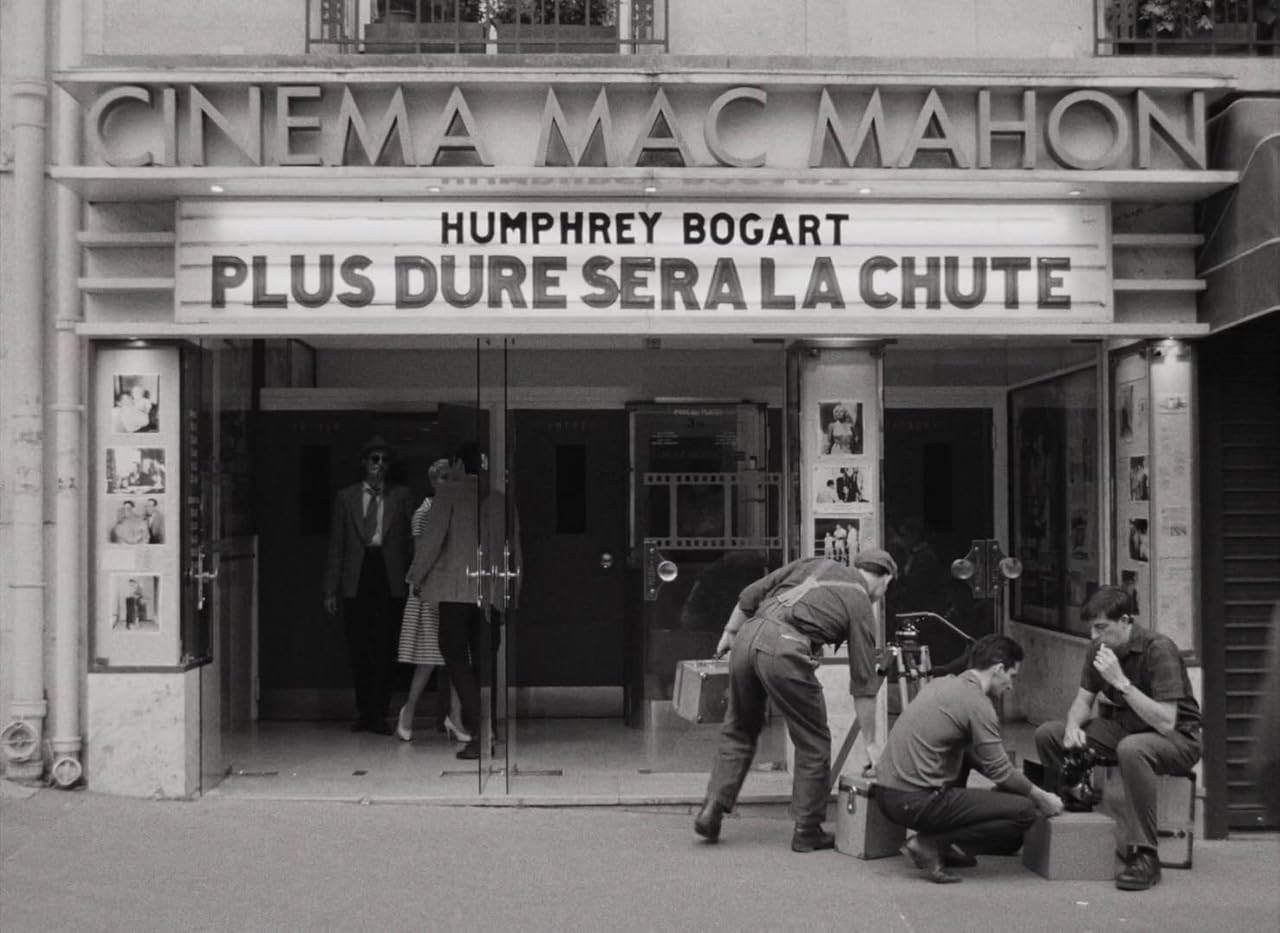 CINEMA MAC MAHON
HUMPHREY BOGART
PLUS DURE SERA LA CHUTE